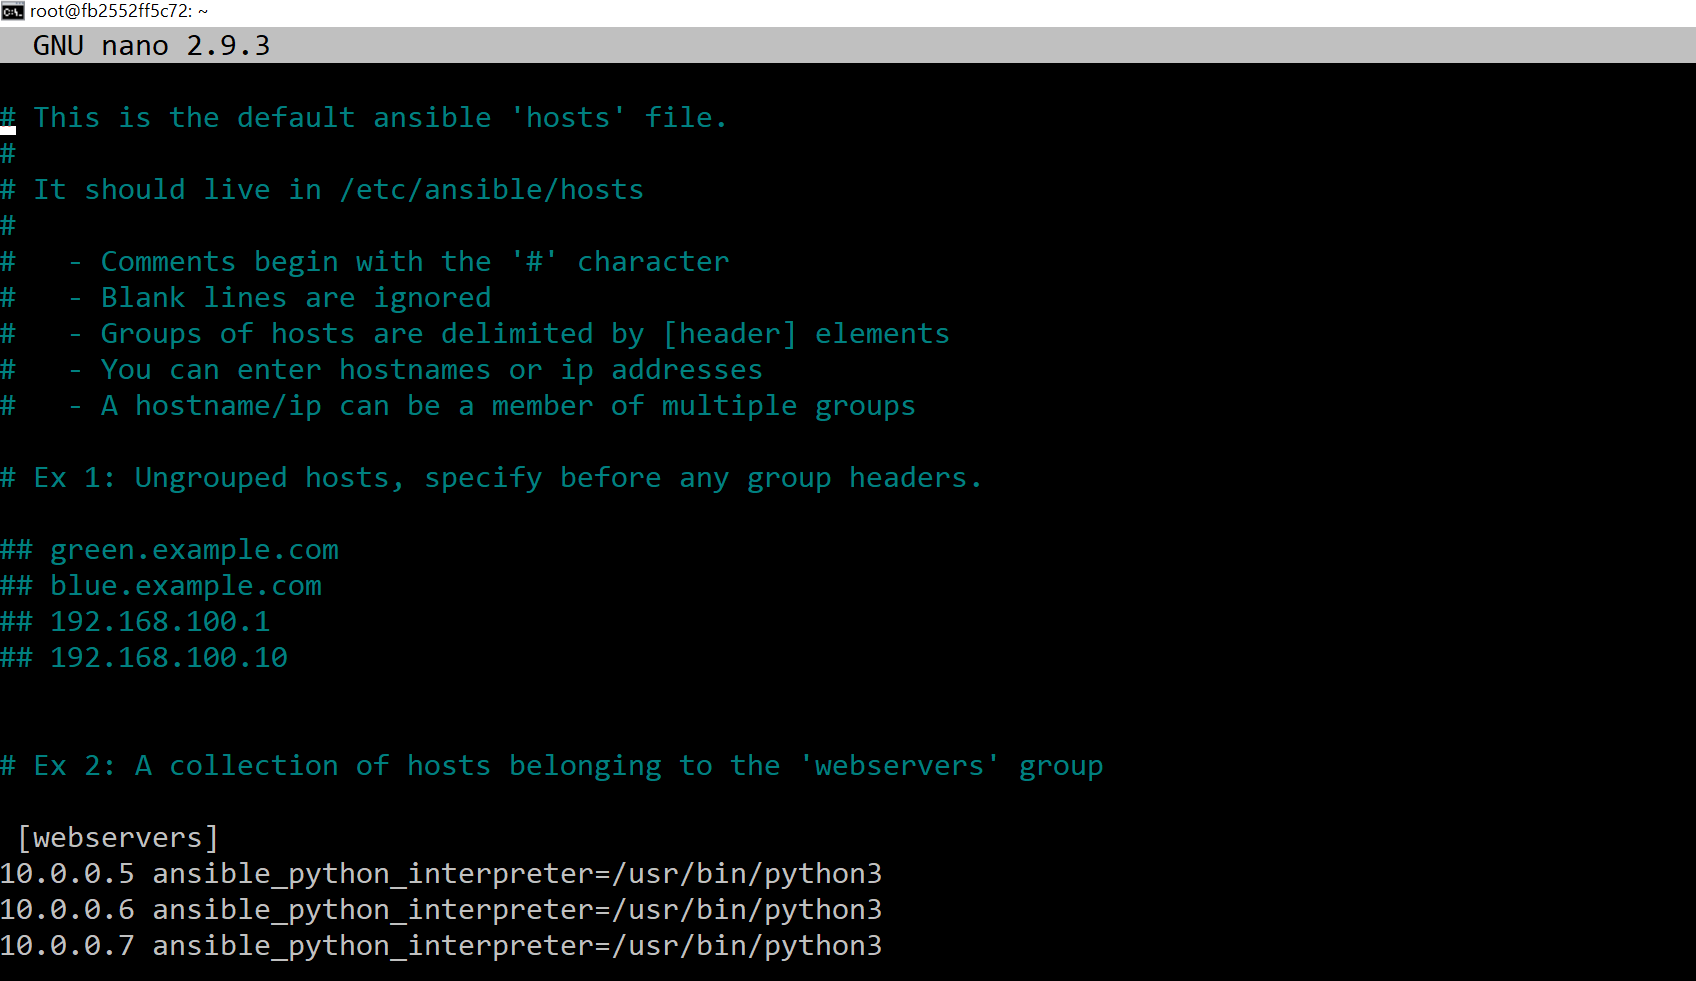 root@fb2552ff5c72: ~
GNU nano 2.9.3
# This is the default ansible 'hosts' file.
#
# It should live in /etc/ansible/hosts
#
#   - Comments begin with the '#' character
#   - Blank lines are ignored
#   - Groups of hosts are delimited by [header] elements
#   - You can enter hostnames or ip addresses
#   - A hostname/ip can be a member of multiple groups
# Ex 1: Ungrouped hosts, specify before any group headers.
## green.example.com
## blue.example.com
## 192.168.100.1
## 192.168.100.10
# Ex 2: A collection of hosts belonging to the 'webservers' group
[webservers]
10.0.0.5 ansible_python_interpreter=/usr/bin/python3
10.0.0.6 ansible_python_interpreter=/usr/bin/python3
10.0.0.7 ansible_python_interpreter=/usr/bin/python3